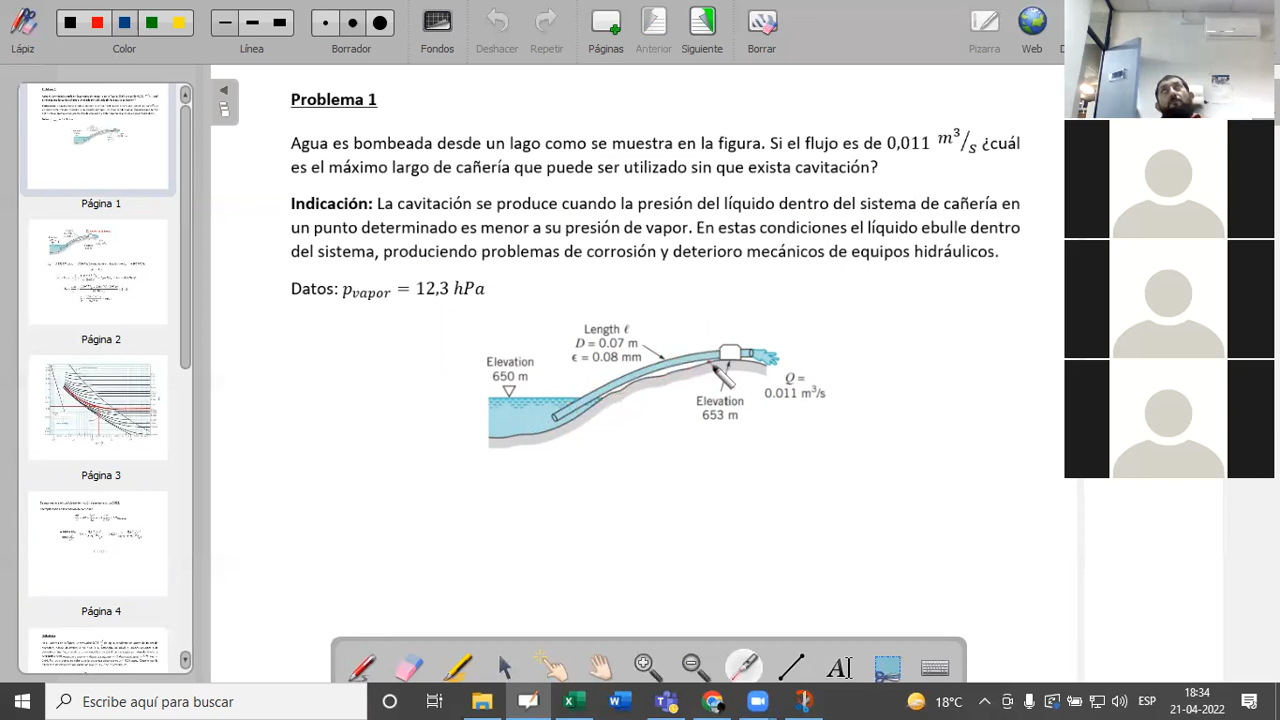 Lápiz
Color
Línea
Borrador
Fondos
Deshacer
Repetir
Páginas
Anterior
Siguiente
Borrar
Pizarra
Web
Página 1
Página 2
Página 3
Página 4
Problema 1
Agua es bombeada desde un lago como se muestra en la figura. Si el flujo es de 0,011 m³/s ¿cuál
es el máximo largo de cañería que puede ser utilizado sin que exista cavitación?
Indicación: La cavitación se produce cuando la presión del líquido dentro del sistema de cañería en
un punto determinado es menor a su presión de vapor. En estas condiciones el líquido ebulle dentro
del sistema, produciendo problemas de corrosión y deterioro mecánicos de equipos hidráulicos.
Datos: p_vapor = 12,3 hPa
Length ℓ
D = 0.07 m
ϵ = 0.08 mm
Elevation
650 m
Elevation
653 m
Q =
0.011 m³/s
A
Escribe aquí para buscar
18°C
ESP
18:34
21-04-2022